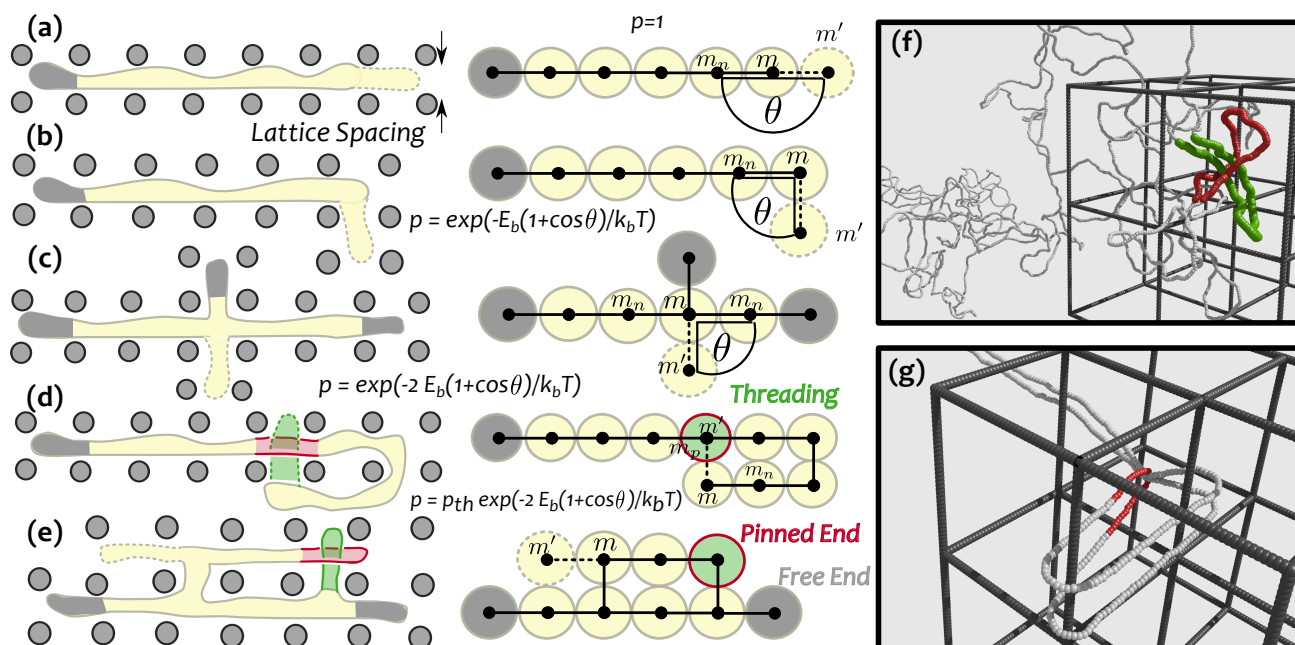 (a)
p=1
m'
m_n
m
θ
Lattice Spacing
(b)
m_n
m
θ
m'
p = exp(-E_b(1+cosθ)/k_bT)
(c)
m_n
m
m_n
θ
m'
p = exp(-2 E_b(1+cosθ)/k_bT)
(d)
Threading
m'
m_p
m_n
m
p = p_th exp(-2 E_b(1+cosθ)/k_bT)
(e)
Pinned End
m'
m
Free End
(f)
(g)